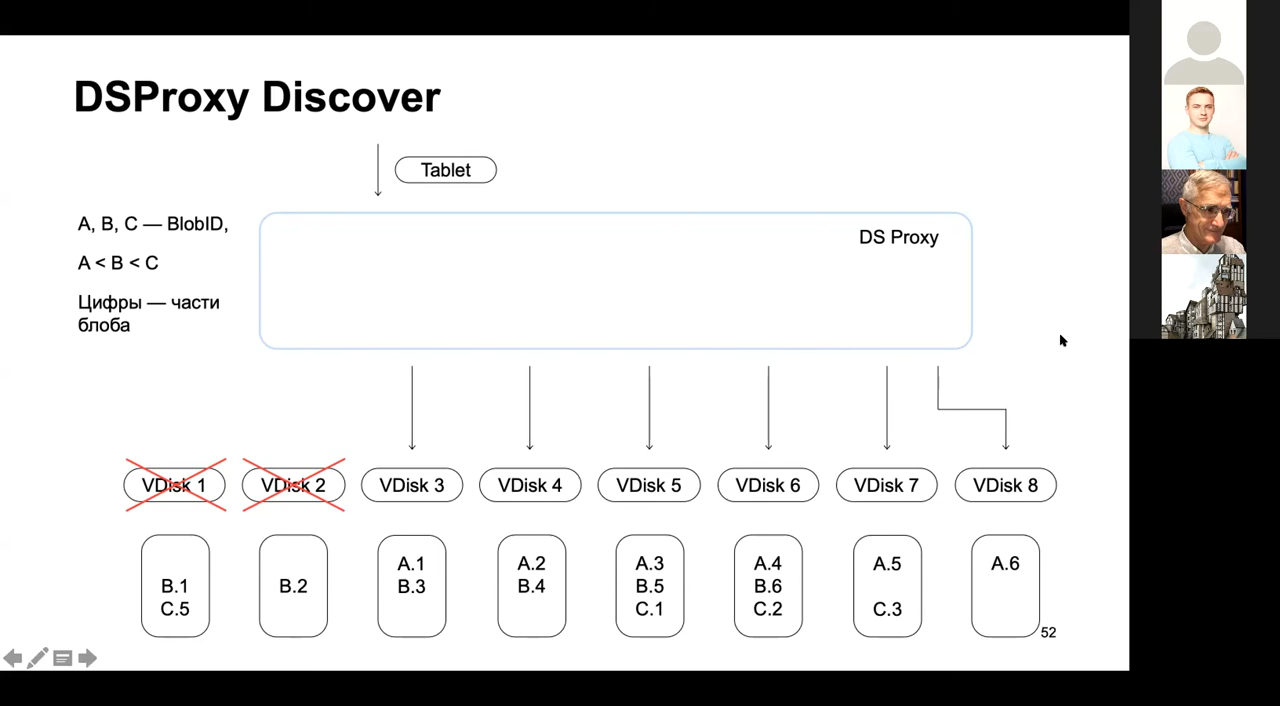 DSProxy Discover
Tablet
A, B, C — BlobID,
A < B < C
Цифры — части
блоба
DS Proxy
VDisk 1
VDisk 2
VDisk 3
VDisk 4
VDisk 5
VDisk 6
VDisk 7
VDisk 8
B.1
C.5
B.2
A.1
B.3
A.2
B.4
A.3
B.5
C.1
A.4
B.6
C.2
A.5
C.3
A.6
52